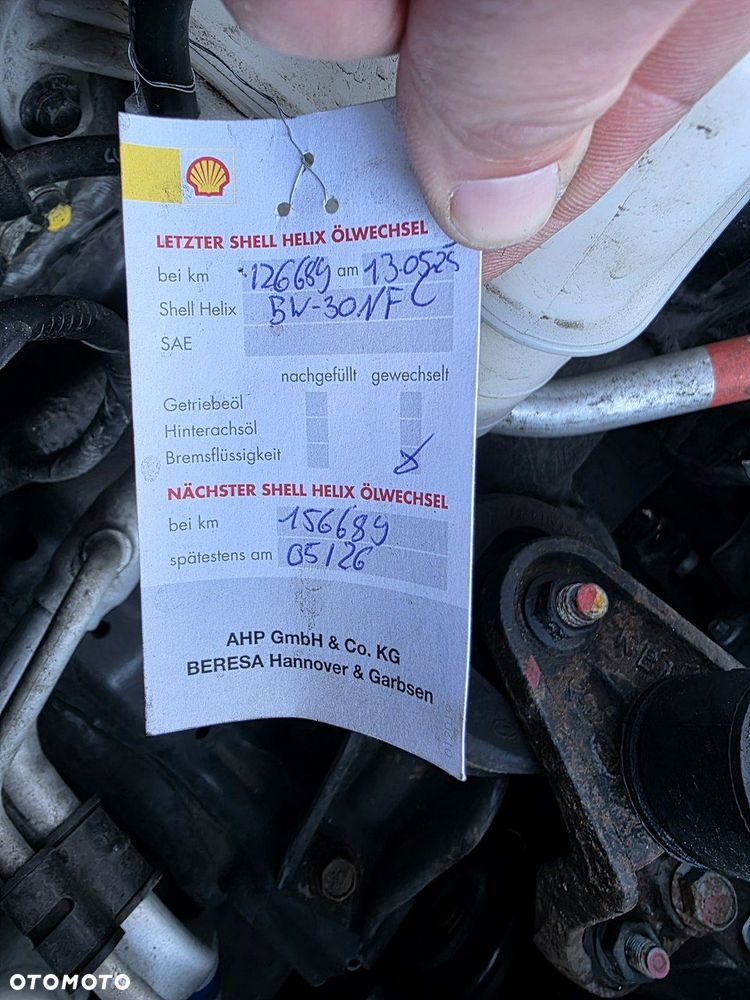 LETZTER SHELL HELIX ÖLWECHSEL
bei km 126689 am 13.05.25
Shell Helix BW-30NFC
SAE
nachgefüllt gewechselt
Getriebeöl
Hinterachsöl
Bremsflüssigkeit X
NÄCHSTER SHELL HELIX ÖLWECHSEL
bei km 156689
spätestens am 05/26
AHP GmbH & Co. KG
BERESA Hannover & Garbsen
OTOMOTO